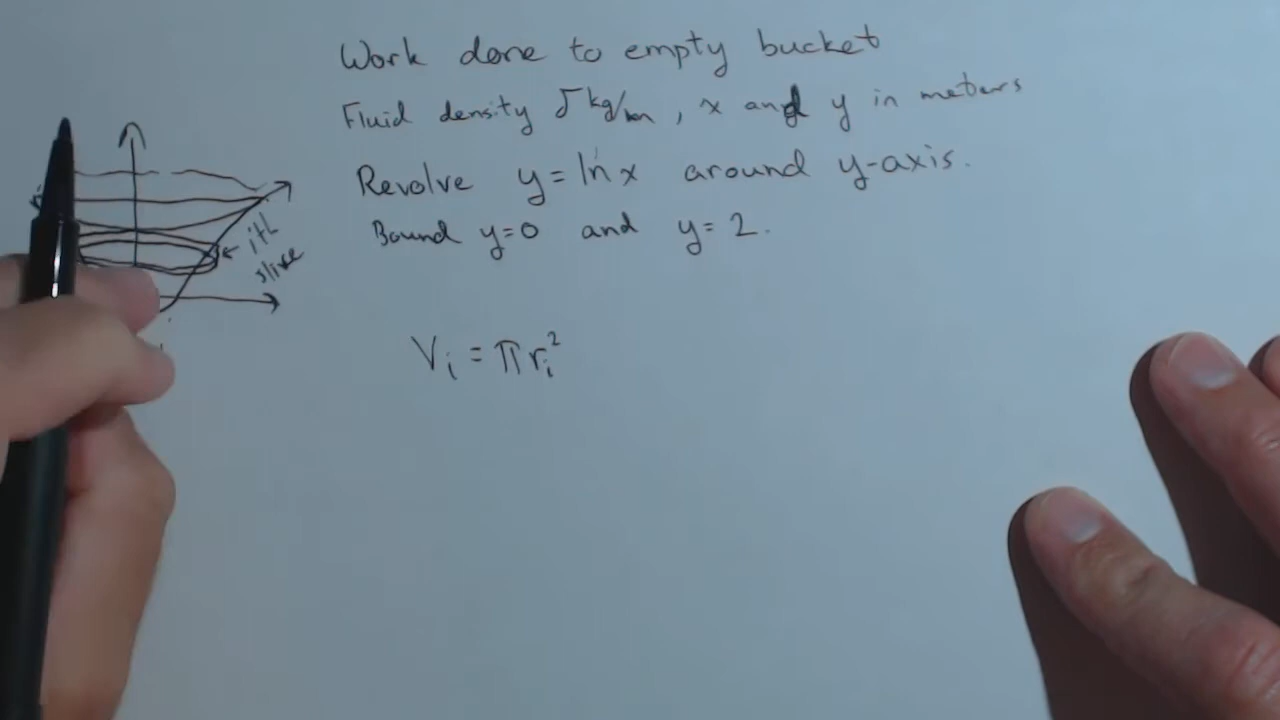 Work done to empty bucket
Fluid density 5 kg/m, x and y in meters
Revolve y=ln x around y-axis.
Bound y=0 and y=2.
ith
slice
V_i = π r_i^2